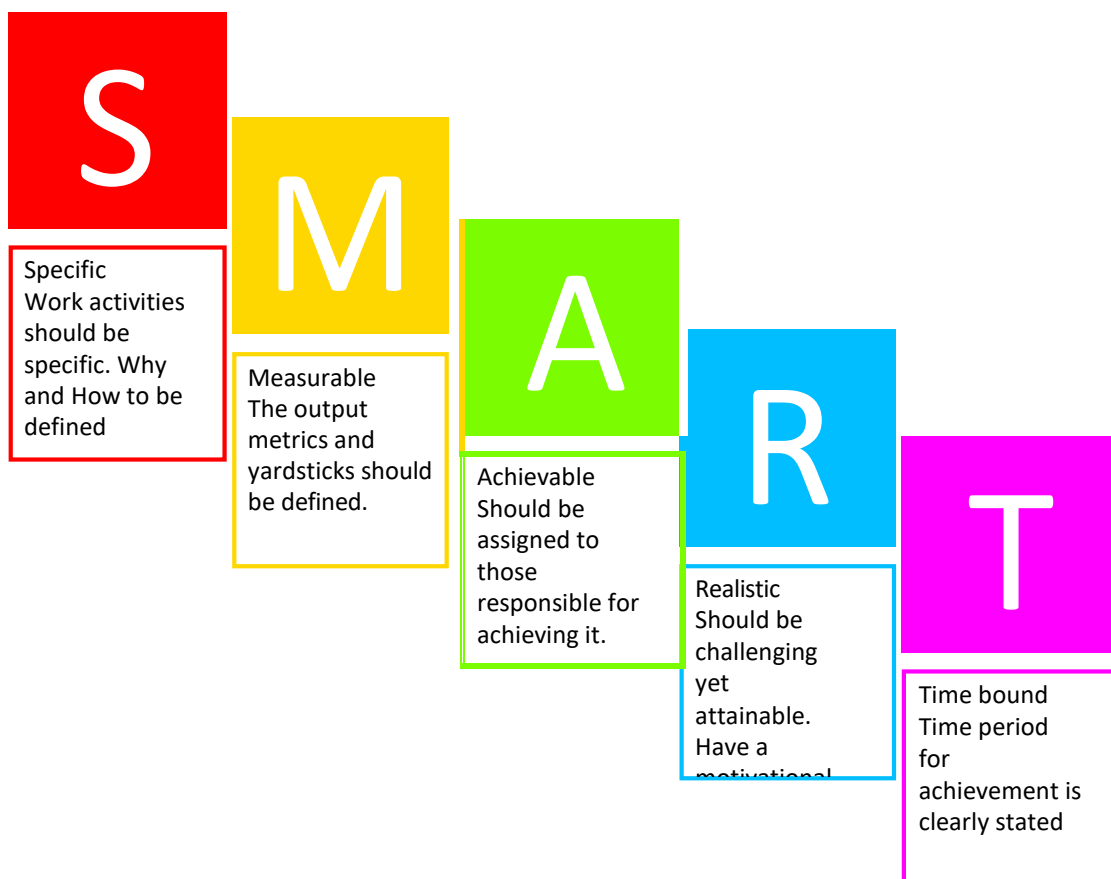 S
Specific
Work activities
should be
specific. Why
and How to be
defined
M
Measurable
The output
metrics and
yardsticks should
be defined.
A
Achievable
Should be
assigned to
those
responsible for
achieving it.
R
Realistic
Should be
challenging
yet
attainable.
Have a
motivational
T
Time bound
Time period
for
achievement is
clearly stated